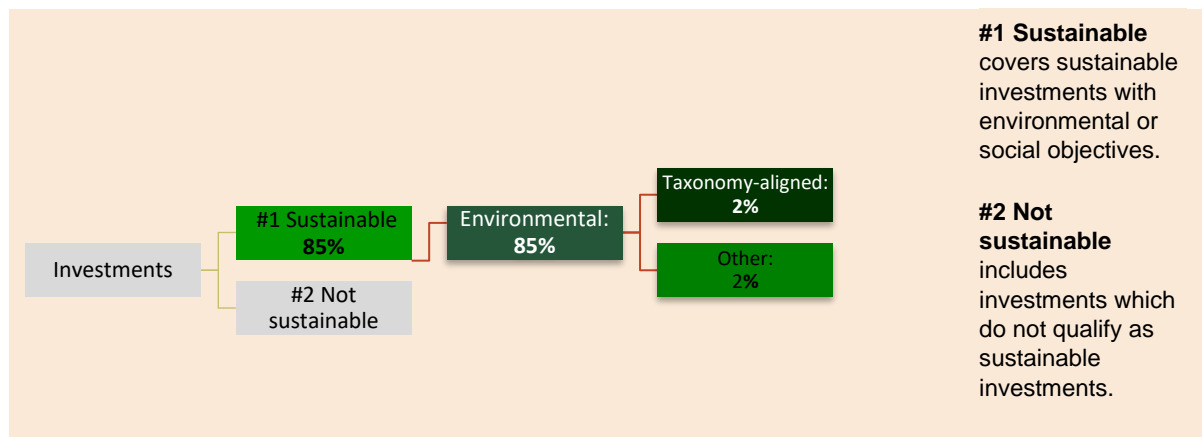 Investments
#1 Sustainable
85%
#2 Not
sustainable
Environmental:
85%
Taxonomy-aligned:
2%
Other:
2%
#1 Sustainable
covers sustainable
investments with
environmental or
social objectives.
#2 Not
sustainable
includes
investments which
do not qualify as
sustainable
investments.